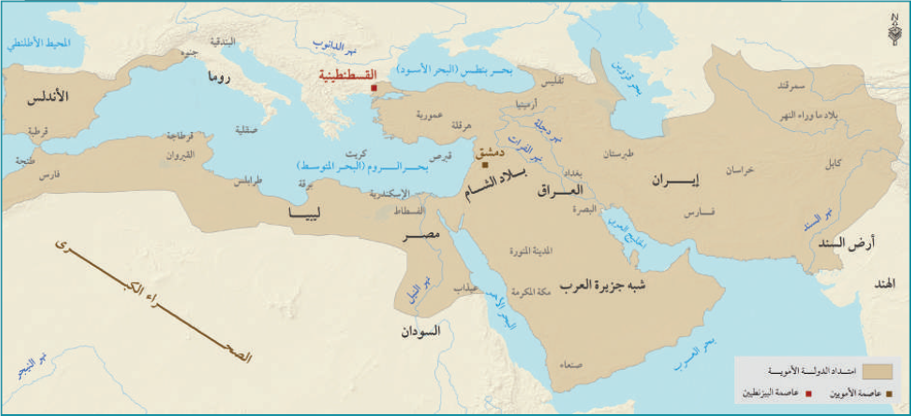 N
المحيط الأطلنطي
البندقية
جنوه
نهر الدانوب
روما
القسطنطينية
بحر بنطس (البحر الأسود)
تفليس
بحر قزوين
سمرقند
بلاد ما وراء النهر
الأندلس
قرطبة
طنجة
فارس
قرطاجة
القيروان
صقلية
عمورية
هرقلة
أرمينيا
نهر دجلة
نهر الفرات
طبرستان
كابل
خراسان
إيران
كريت
قبرص
دمشق
بحر الروم (البحر المتوسط)
بلاد الشام
بغداد
العراق
البصرة
طرابلس
برقة
الإسكندرية
ليبيا
الفسطاط
مصر
فارس
الخليج العربي
نهر السند
أرض السند
الهند
المدينة المنورة
مكة المكرمة
شبه جزيرة العرب
عيذاب
نهر النيل
البحر الأحمر
السودان
الصحراء الكبرى
نهر النيجر
صنعاء
بحر العرب
امتداد الدولة الأموية
عاصمة الأمويين
عاصمة البيزنطيين